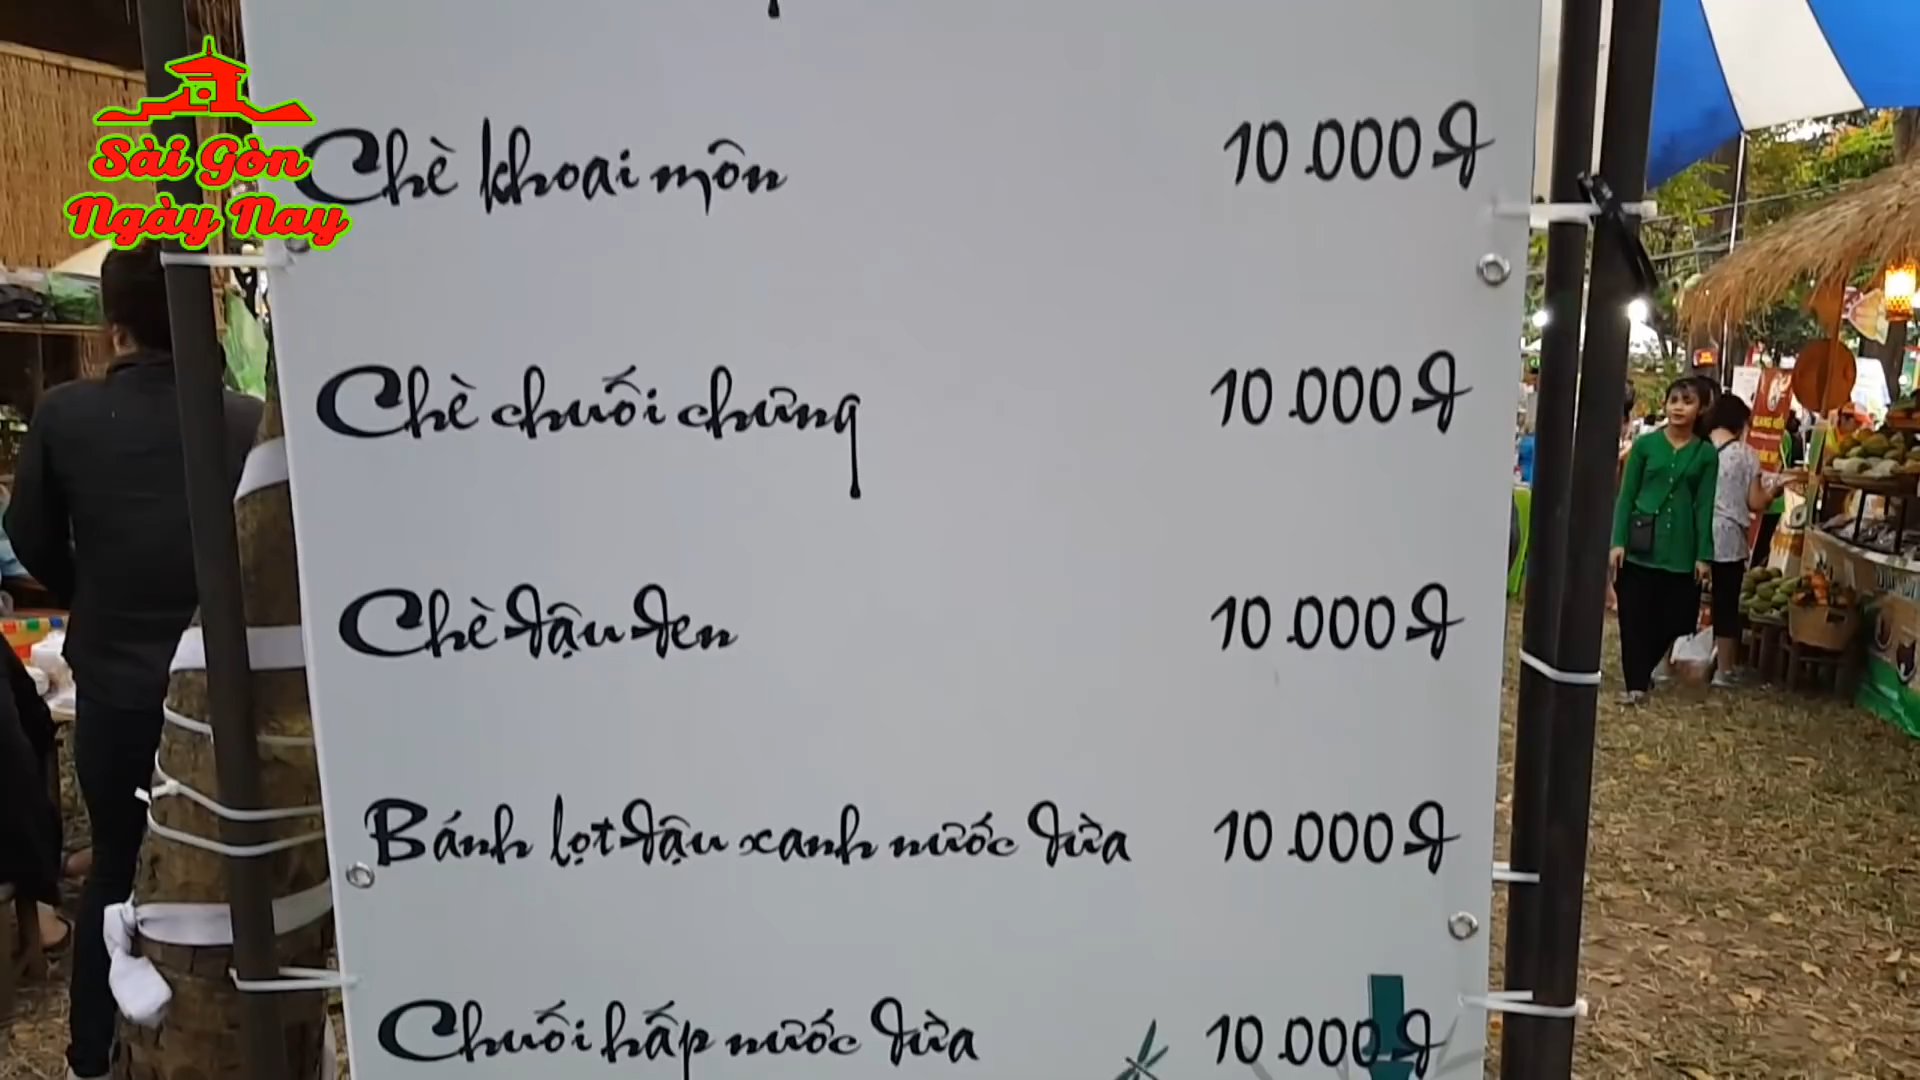 Sài Gòn
Ngày Nay
Chè khoai môn 10.000đ
Chè chuối chưng 10.000đ
Chè đậu đen 10.000đ
Bánh lọt đậu xanh nước dừa 10.000đ
Chuối hấp nước dừa 10.000đ